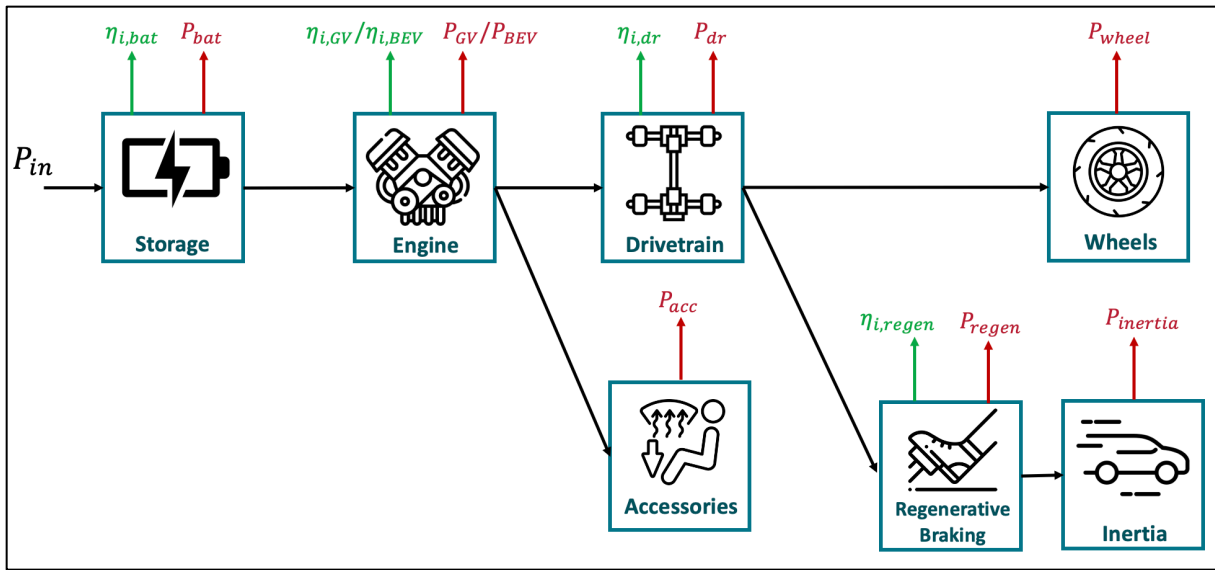 η_{i,bat} P_{bat}
η_{i,GV}/η_{i,BEV} P_{GV}/P_{BEV}
η_{i,dr} P_{dr}
P_{wheel}
P_{in}
Storage
Engine
Drivetrain
Wheels
P_{acc}
η_{i,regen} P_{regen}
P_{inertia}
Accessories
Regenerative
Braking
Inertia